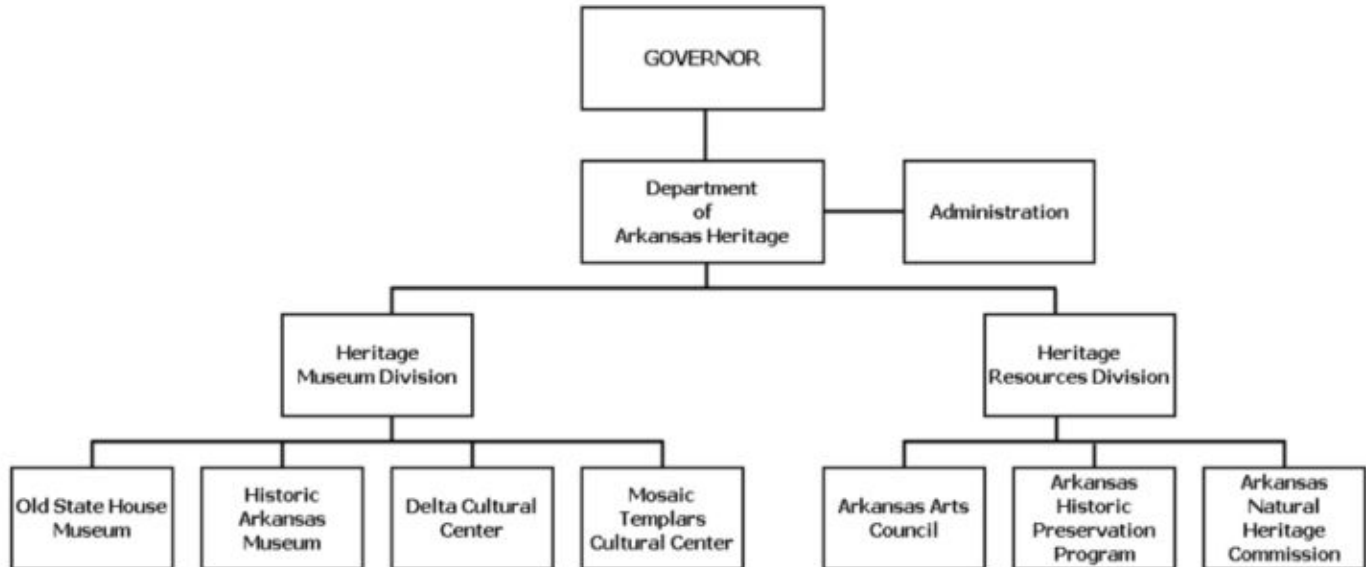 GOVERNOR
Department
of
Arkansas Heritage
Administration
Heritage
Museum Division
Heritage
Resources Division
Old State House
Museum
Historic
Arkansas
Museum
Delta Cultural
Center
Mosaic
Templars
Cultural Center
Arkansas Arts
Council
Arkansas
Historic
Preservation
Program
Arkansas
Natural
Heritage
Commission